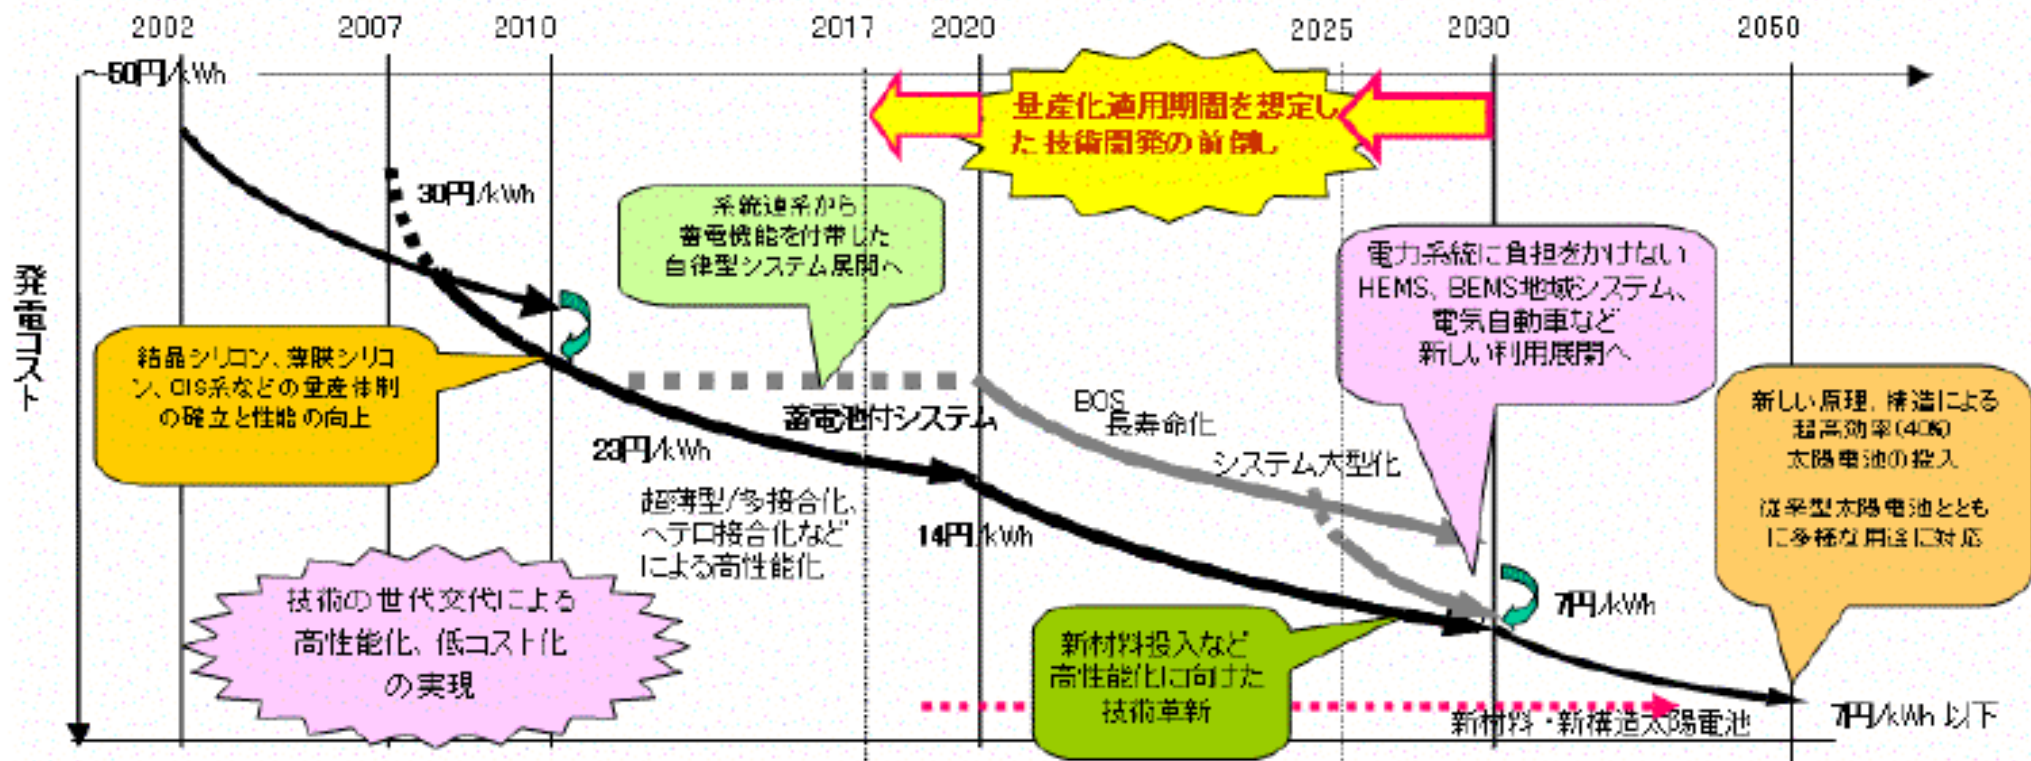 2002
2007
2010
2017
2020
2025
2030
2050
～50円/kWh
量産化適用期間を想定し
た技術開発の前倒し
30円/kWh
系統連系から
蓄電機能を付帯した
自律型システム展開へ
電力系統に負担をかけない
HEMS、BEMS地域システム、
電気自動車など
新しい利用展開へ
発電コスト
結晶シリコン、薄膜シリコ
ン、CIS系などの量産体制
の確立と性能の向上
蓄電池付システム
BOS
長寿命化
システム大型化
新しい原理、構造による
超高効率(40%)
太陽電池の投入
従来型太陽電池ととも
に多様な用途に対応
23円/kWh
超薄型/多接合化、
ヘテロ接合化など
による高性能化
14円/kWh
技術の世代交代による
高性能化、低コスト化
の実現
7円/kWh
新材料投入など
高性能化に向けた
技術革新
新材料・新構造太陽電池
7円/kWh 以下